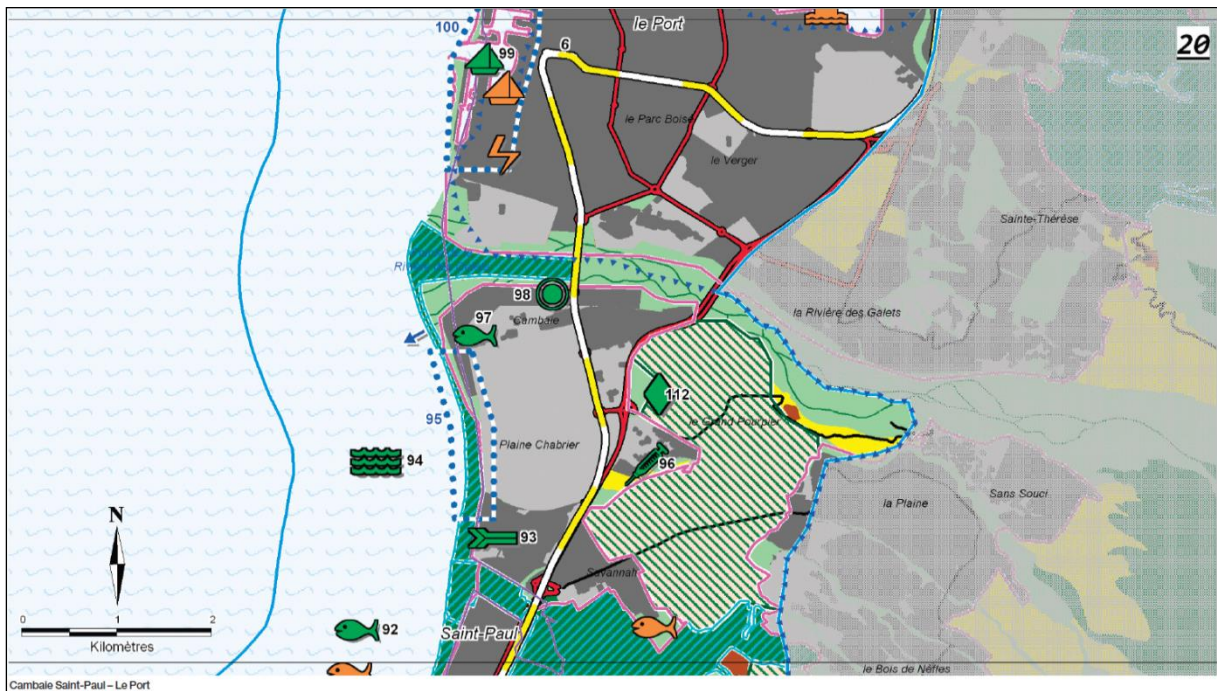 le Port
20
100
99
6
le Parc Boisé
le Verger
Sainte-Thérèse
Ri
98
Cambaie
la Rivière des Galets
97
112
95
le Grand Pourpier
Plaine Chabrier
94
96
Sans Souci
la Plaine
N
93
Savannah
0 1 2
Kilomètres
92
Saint-Paul
le Bois de Nèfles
Cambaie Saint-Paul – Le Port